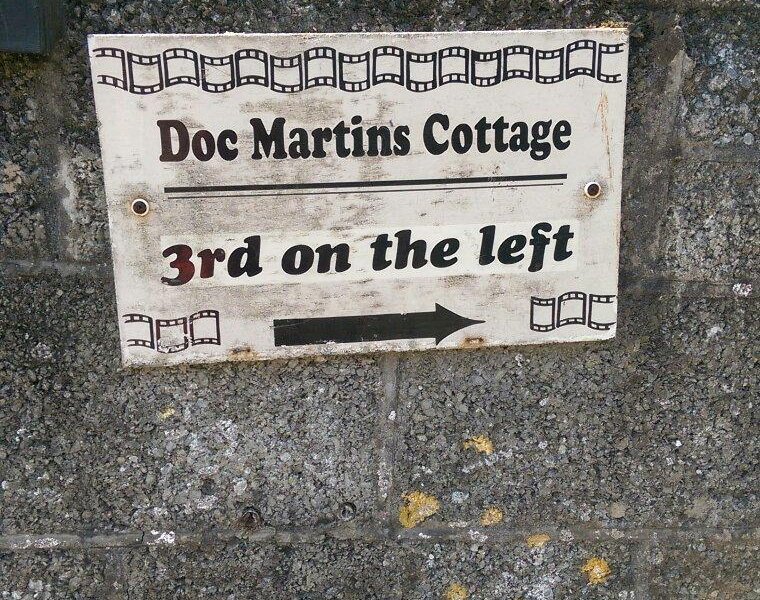 Doc Martins Cottage
3rd on the left